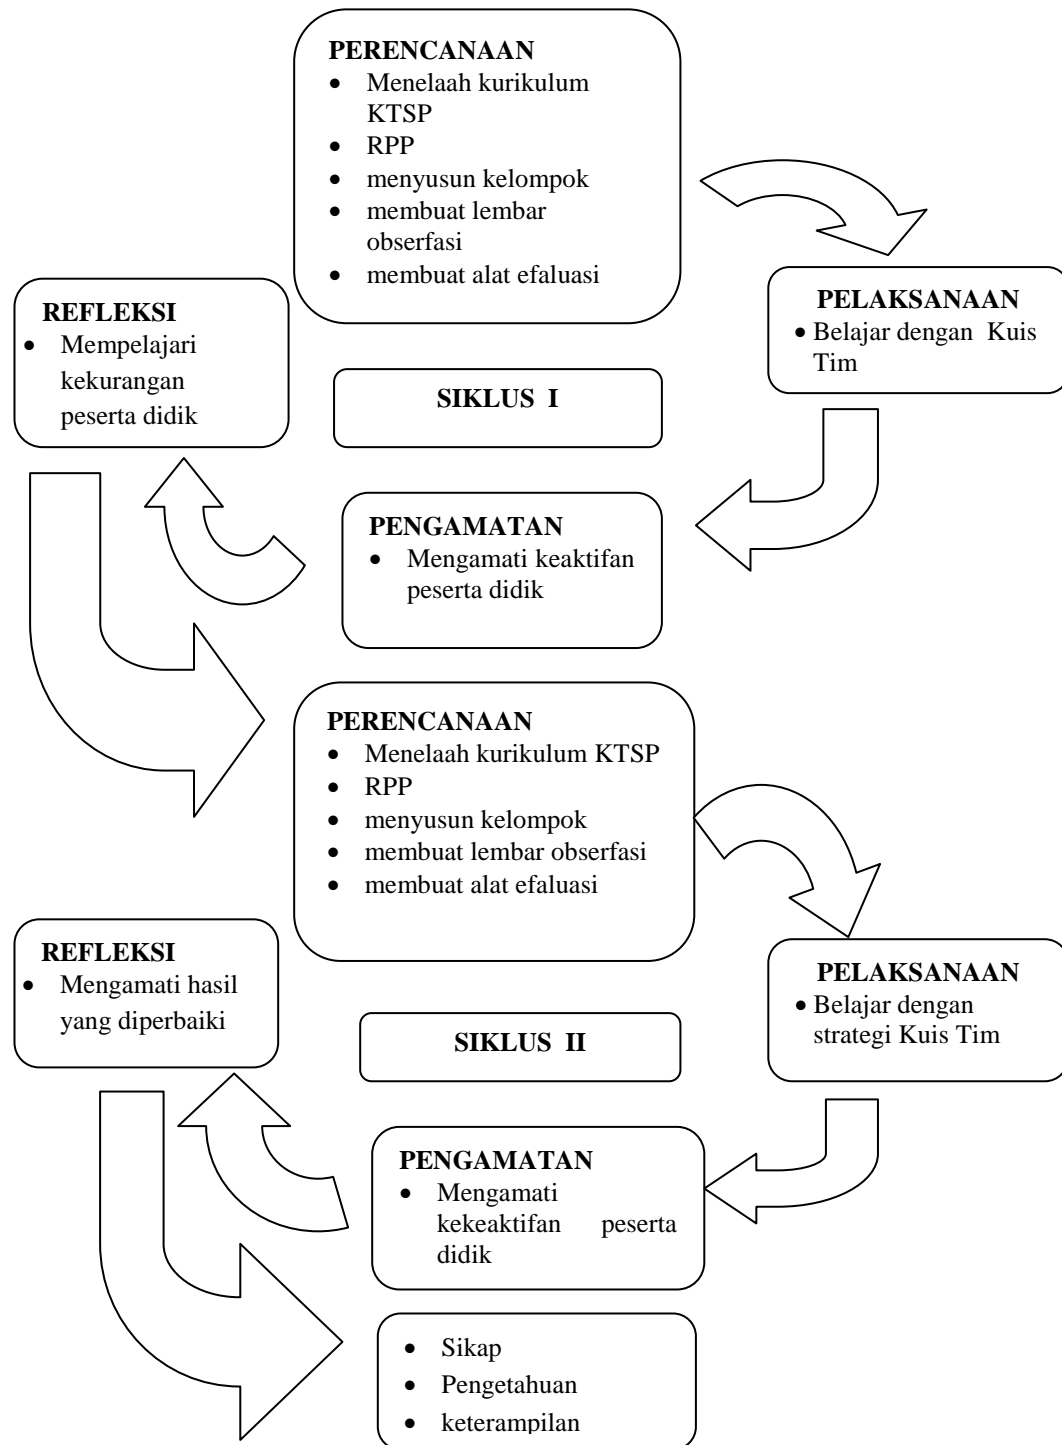 PERENCANAAN
• Menelaah kurikulum
KTSP
• RPP
• menyusun kelompok
• membuat lembar
obserfasi
• membuat alat efaluasi
PELAKSANAAN
• Belajar dengan Kuis
Tim
REFLEKSI
• Mempelajari
kekurangan
peserta didik
SIKLUS I
PENGAMATAN
• Mengamati keaktifan
peserta didik
PERENCANAAN
• Menelaah kurikulum KTSP
• RPP
• menyusun kelompok
• membuat lembar obserfasi
• membuat alat efaluasi
PELAKSANAAN
• Belajar dengan
strategi Kuis Tim
REFLEKSI
• Mengamati hasil
yang diperbaiki
SIKLUS II
PENGAMATAN
• Mengamati
kekeaktifan peserta
didik
• Sikap
• Pengetahuan
• keterampilan